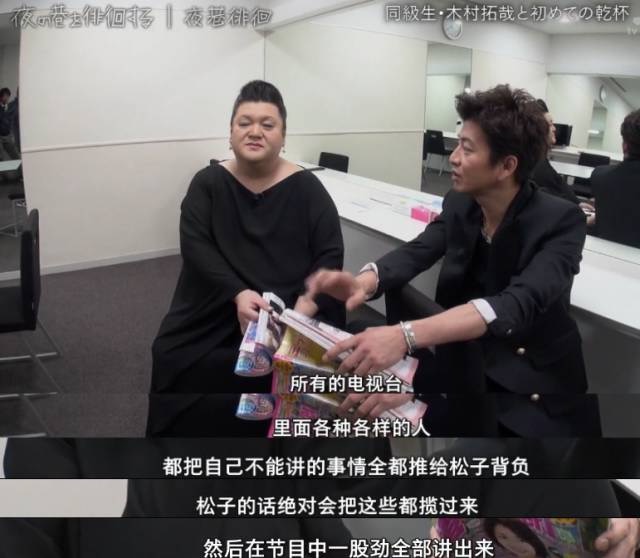 夜の巷を徘徊する｜夜巷徘徊
同級生・木村拓哉と初めての乾杯
tv
所有的电视台
里面各种各样的人
都把自己不能讲的事情全都推给松子背负
松子的话绝对会把这些都揽过来
然后在节目中一股劲全部讲出来